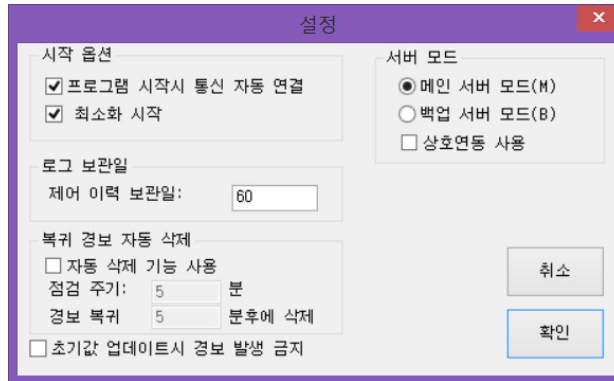 설정
시작 옵션
프로그램 시작시 통신 자동 연결
최소화 시작
로그 보관일
제어 이력 보관일: 60
복귀 경보 자동 삭제
자동 삭제 기능 사용
점검 주기: 5 분
경보 복귀 5 분후에 삭제
초기값 업데이트시 경보 발생 금지
서버 모드
메인 서버 모드(M)
백업 서버 모드(B)
상호연동 사용
취소
확인